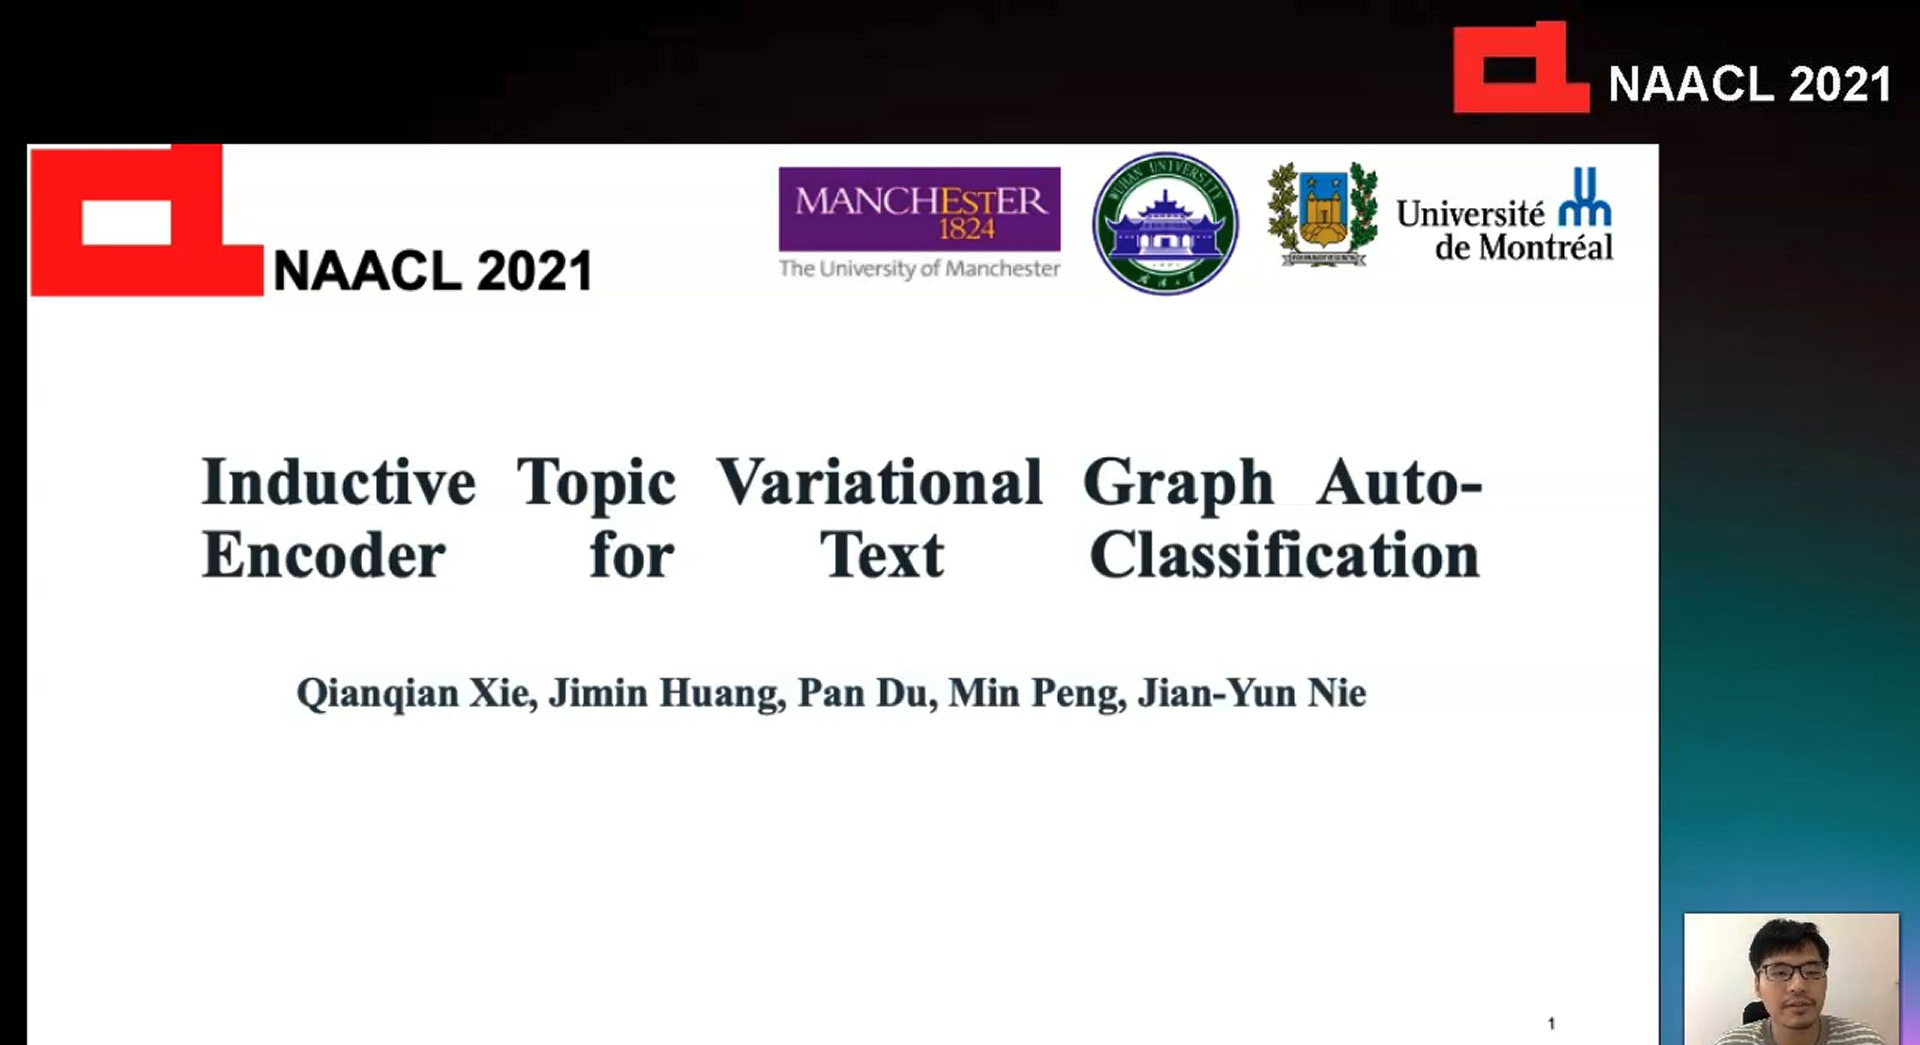 NAACL 2021
NAACL 2021
MANCHESTER
1824
The University of Manchester
WUHAN UNIVERSITY
Université
de Montréal
Inductive Topic Variational Graph Auto-
Encoder for Text Classification
Qianqian Xie, Jimin Huang, Pan Du, Min Peng, Jian-Yun Nie
1